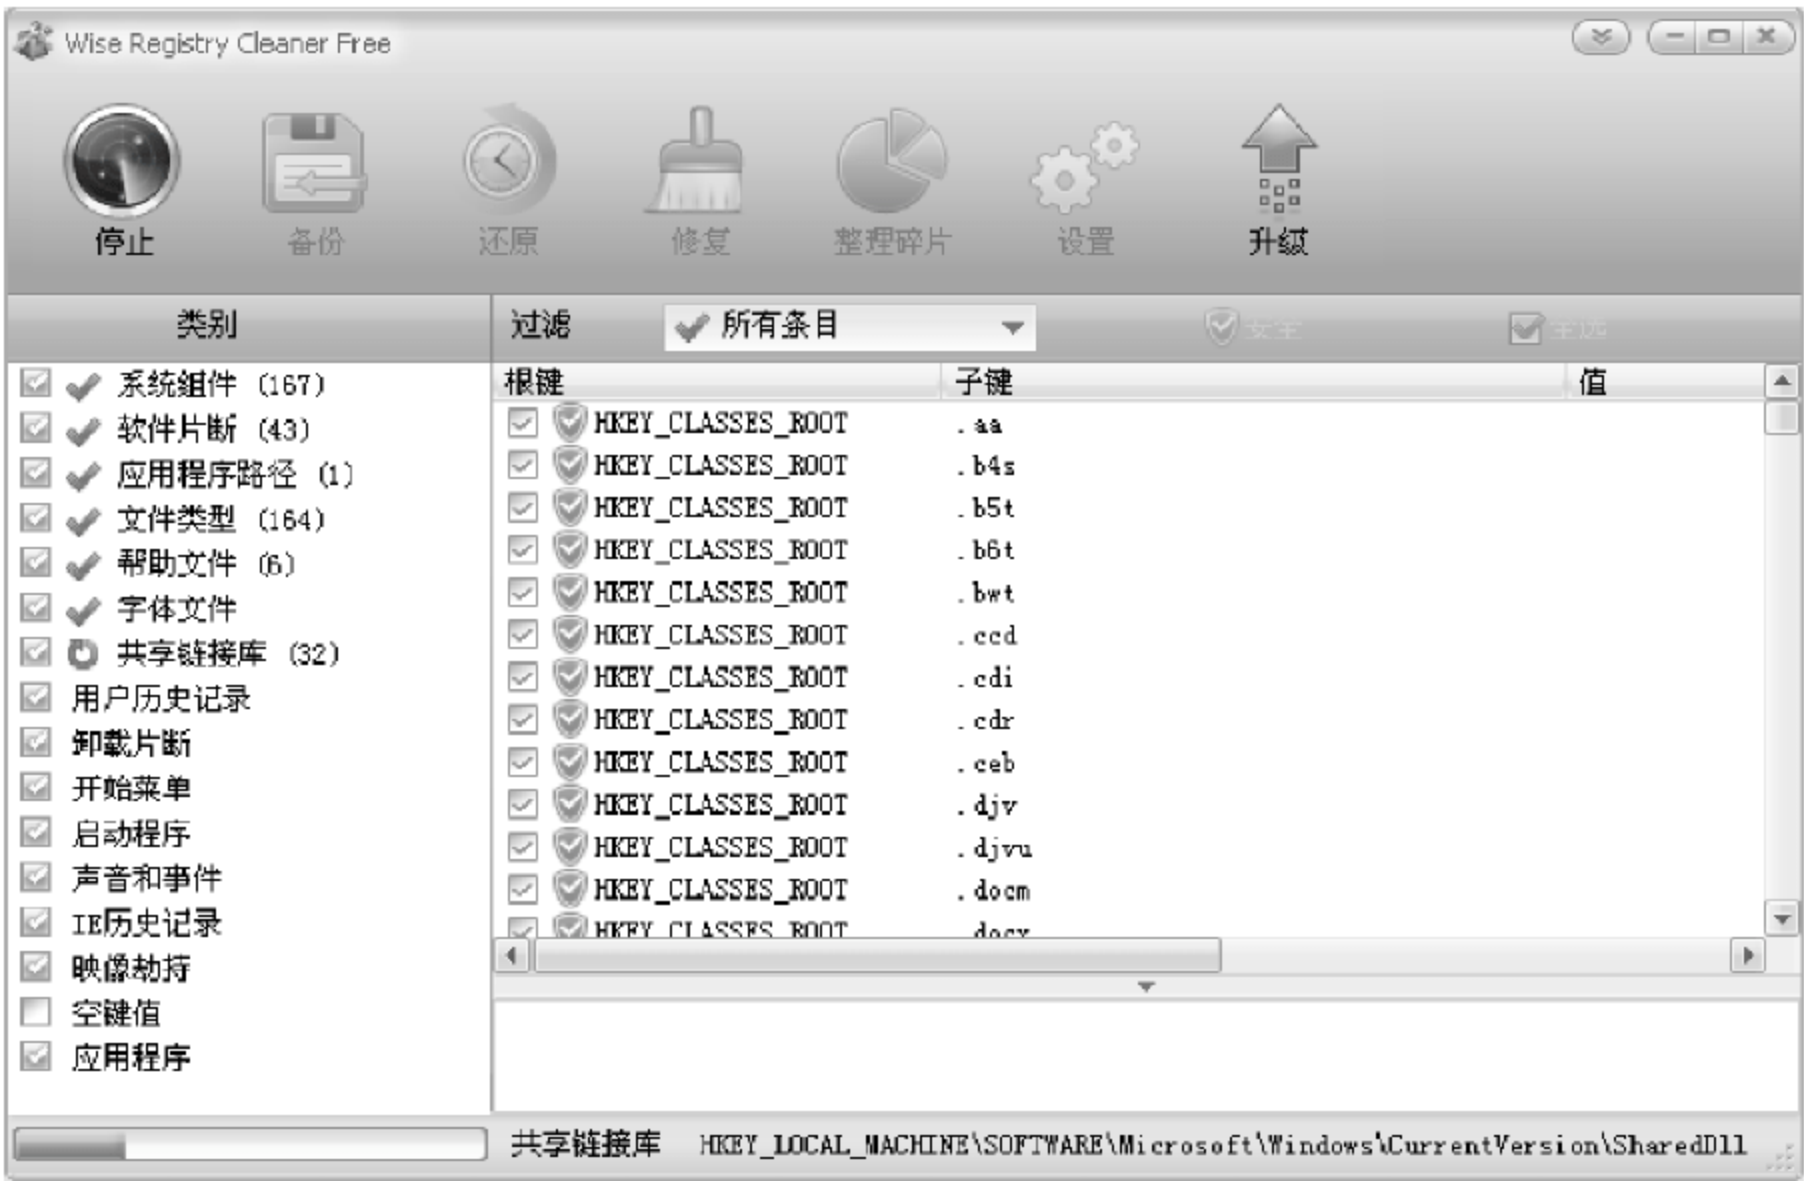 Wise Registry Cleaner Free
停止 备份 还原 修复 整理碎片 设置 升级
类别 过滤 所有条目 安全 全选
系统组件 (167)
软件片断 (43)
应用程序路径 (1)
文件类型 (164)
帮助文件 (6)
字体文件
共享链接库 (32)
用户历史记录
卸载片断
开始菜单
启动程序
声音和事件
IE历史记录
映像劫持
空键值
应用程序
根键 子键 值
HKEY_CLASSES_ROOT .aa
HKEY_CLASSES_ROOT .b4s
HKEY_CLASSES_ROOT .b5t
HKEY_CLASSES_ROOT .b6t
HKEY_CLASSES_ROOT .bwt
HKEY_CLASSES_ROOT .ccd
HKEY_CLASSES_ROOT .cdi
HKEY_CLASSES_ROOT .cdr
HKEY_CLASSES_ROOT .ceb
HKEY_CLASSES_ROOT .djv
HKEY_CLASSES_ROOT .djvu
HKEY_CLASSES_ROOT .docm
HKEY_CLASSES_ROOT .docx
共享链接库 HKEY_LOCAL_MACHINE\SOFTWARE\Microsoft\Windows\CurrentVersion\SharedDll